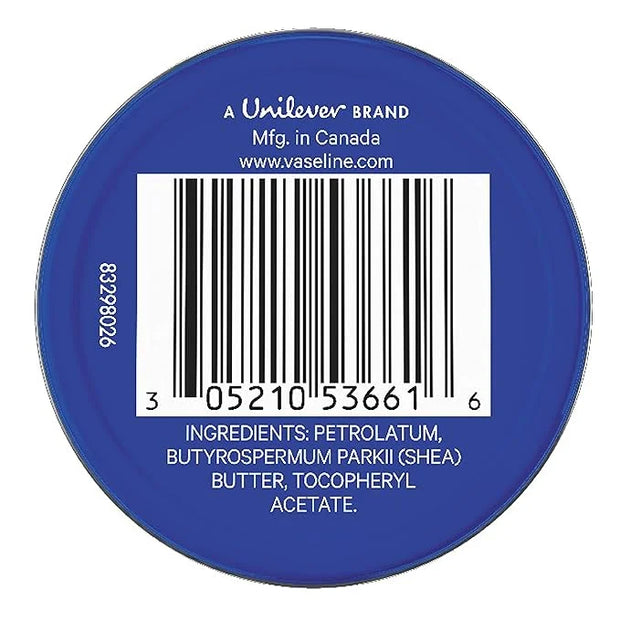 A Unilever BRAND
Mfg. in Canada
www.vaseline.com
83298026
3 05210 53661 6
INGREDIENTS: PETROLATUM,
BUTYROSPERMUM PARKII (SHEA)
BUTTER, TOCOPHERYL
ACETATE.